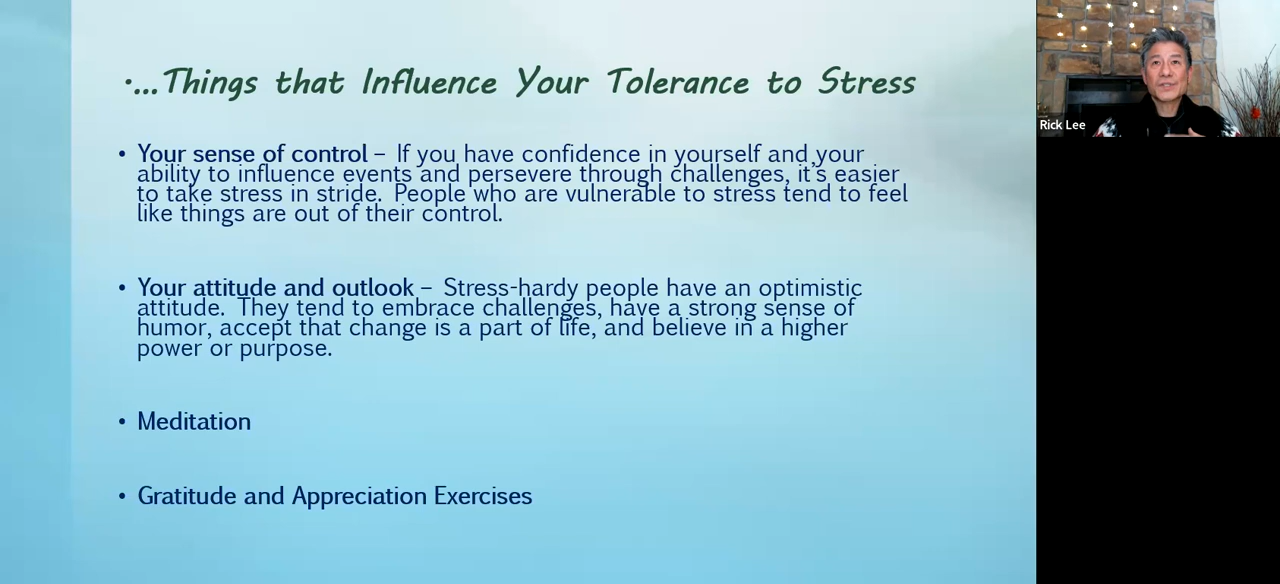 •...Things that Influence Your Tolerance to Stress
• Your sense of control – If you have confidence in yourself and,your
ability to influence events and persevere through challenges, it's easier
to take stress in stride. People who are vulnerable to stress tend to feel
like things are out of their control.
• Your attitude and outlook – Stress-hardy people have an optimistic
attitude. They tend to embrace challenges, have a strong sense of
humor, accept that change is a part of life, and believe in a higher
power or purpose.
• Meditation
• Gratitude and Appreciation Exercises
Rick Lee